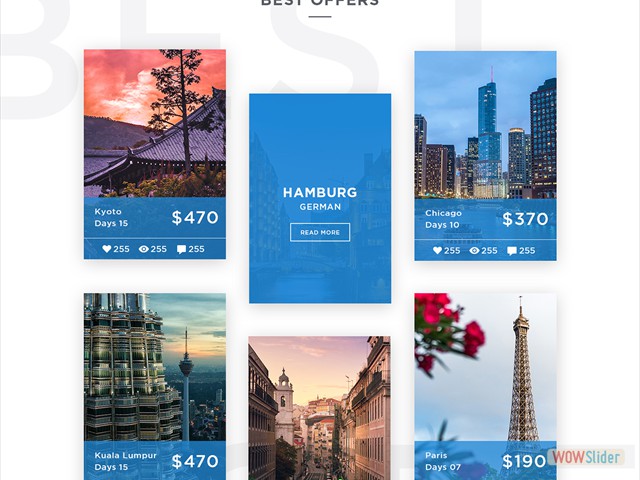 BEST OFFERS
BEST
Kyoto
Days 15
$470
255 255 255
HAMBURG
GERMAN
READ MORE
Chicago
Days 10
$370
255 255 255
Kuala Lumpur
Days 15
$470
Paris
Days 07
$190
WOWSlider